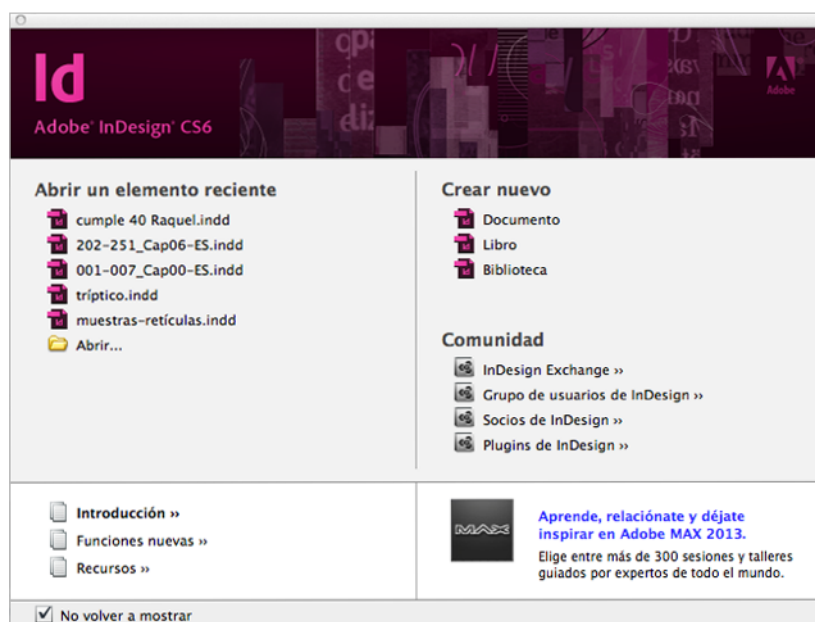 Id
Adobe® InDesign® CS6
Adobe
Abrir un elemento reciente
cumple 40 Raquel.indd
202-251_Cap06-ES.indd
001-007_Cap00-ES.indd
tríptico.indd
muestras-retículas.indd
Abrir...
Crear nuevo
Documento
Libro
Biblioteca
Comunidad
InDesign Exchange »
Grupo de usuarios de InDesign »
Socios de InDesign »
Plugins de InDesign »
Introducción »
Funciones nuevas »
Recursos »
MAX
Aprende, relaciónate y déjate
inspirar en Adobe MAX 2013.
Elige entre más de 300 sesiones y talleres
guiados por expertos de todo el mundo.
No volver a mostrar